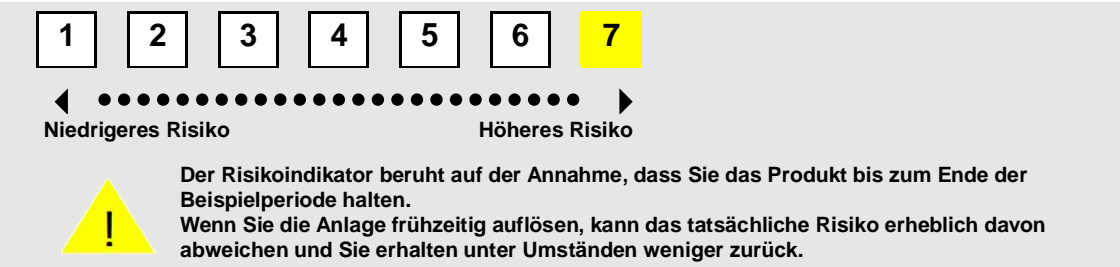 1 2 3 4 5 6 7
Niedrigeres Risiko Höheres Risiko
Der Risikoindikator beruht auf der Annahme, dass Sie das Produkt bis zum Ende der
Beispielperiode halten.
Wenn Sie die Anlage frühzeitig auflösen, kann das tatsächliche Risiko erheblich davon
abweichen und Sie erhalten unter Umständen weniger zurück.
!